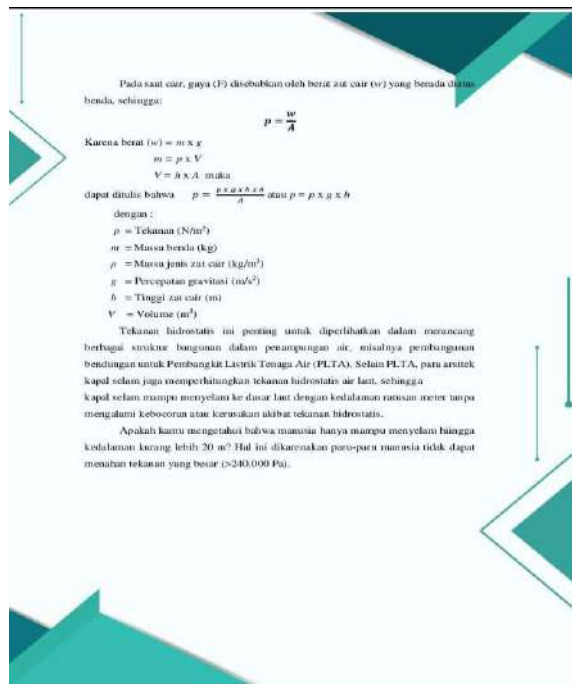 Pada saat cair, gaya (F) disebabkan oleh berat zat cair (w) yang berada diatas
benda, sehingga:
p = w/A
Karena berat (w) = m x g
m = ρ x V
V = h x A maka
dapat ditulis bahwa p = ρ x g x h x A / A atau p = ρ x g x h
dengan :
p = Tekanan (N/m²)
m = Massa benda (kg)
ρ = Massa jenis zat cair (kg/m³)
g = Percepatan gravitasi (m/s²)
h = Tinggi zat cair (m)
V = Volume (m³)
Tekanan hidrostatis ini penting untuk diperlihatkan dalam merancang
berbagai struktur bangunan dalam penampungan air, misalnya pembangunan
bendungan untuk Pembangkit Listrik Tenaga Air (PLTA). Selain PLTA, para arsitek
kapal selam juga memperhitungkan tekanan hidrostatis air laut, sehingga
kapal selam mampu menyelam ke dasar laut dengan kedalaman ratusan meter tanpa
mengalami kebocoran atau kerusakan akibat tekanan hidrostatis.
Apakah kamu mengetahui bahwa manusia hanya mampu menyelam hingga
kedalaman kurang lebih 20 m? Hal ini dikarenakan paru-paru manusia tidak dapat
menahan tekanan yang besar (>240.000 Pa).